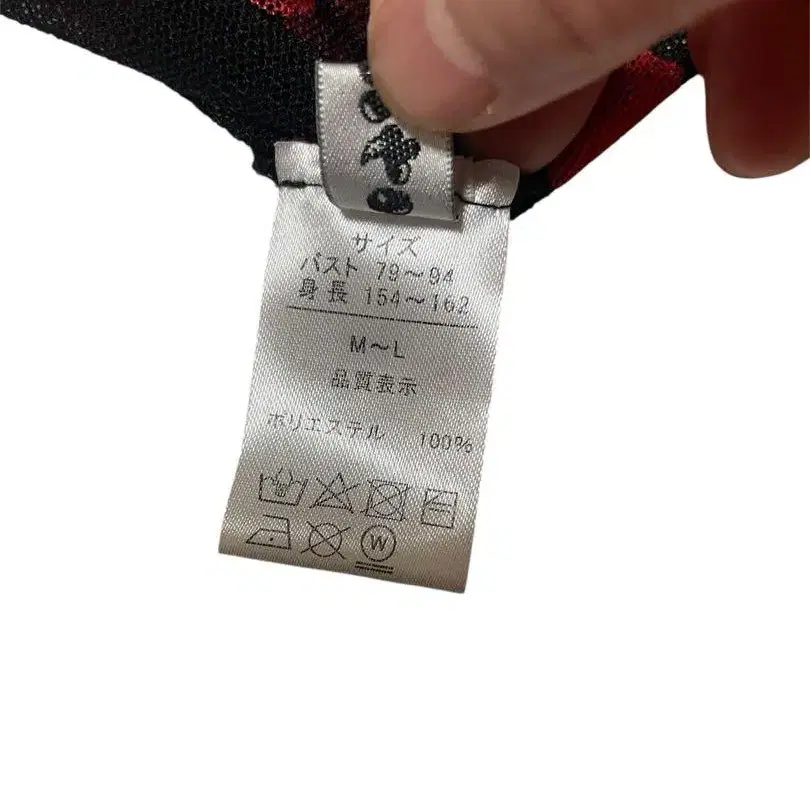 サイズ
バスト 79～94
身長 154～162
M～L
品質表示
ポリエステル 100%
W